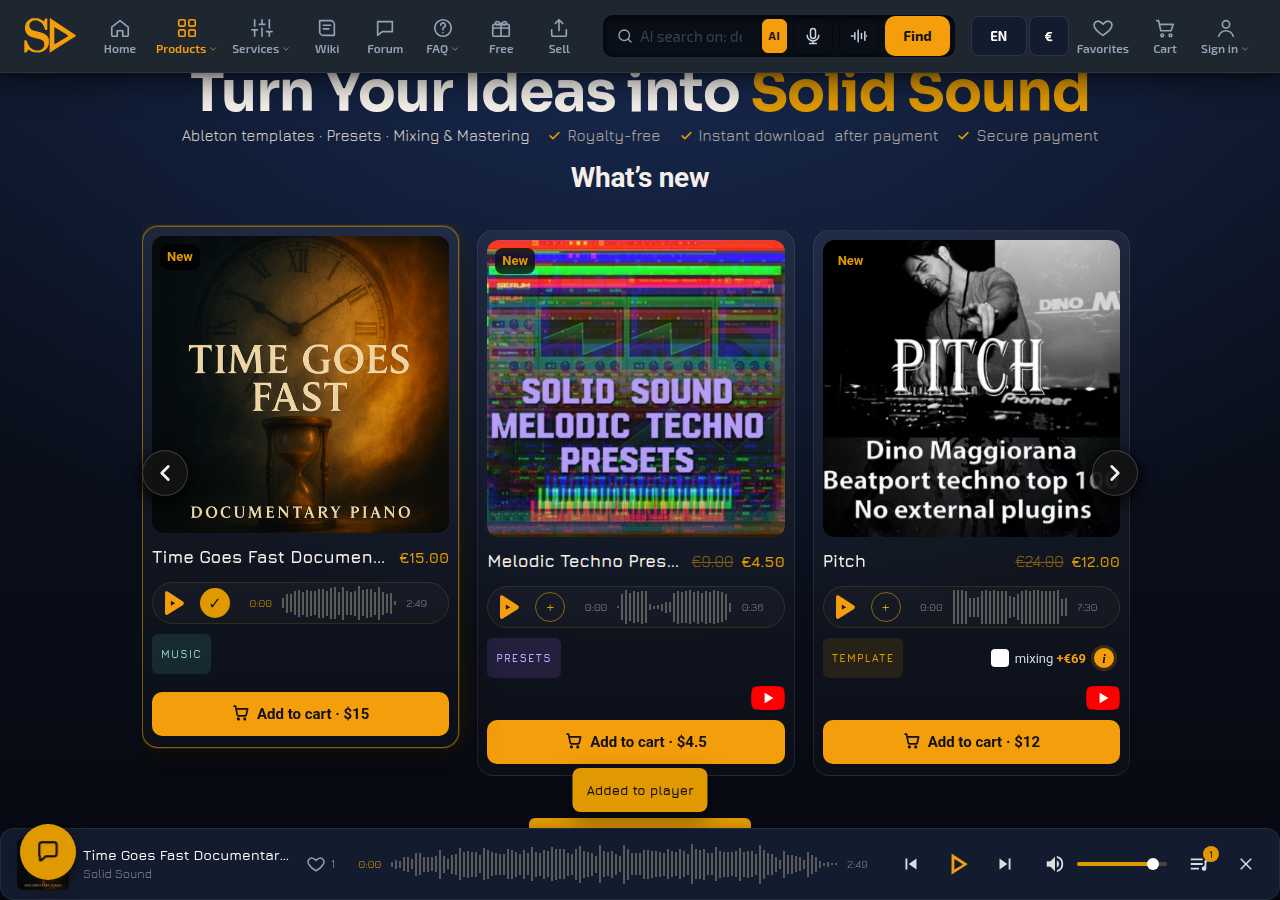 Home
Products
Services
Wiki
Forum
FAQ
Free
Sell
AI search on: d
AI
Find
EN
€
Favorites
Cart
Sign in
Turn Your Ideas into Solid Sound
Ableton templates · Presets · Mixing & Mastering
Royalty-free
Instant download after payment
Secure payment
What's new
New
TIME GOES
FAST
DOCUMENTARY PIANO
Time Goes Fast Documen...
€15.00
✓
0:00
2:49
MUSIC
Add to cart · $15
New
SERUM
SOLID SOUND
MELODIC TECHNO
PRESETS
Melodic Techno Pres...
€9.00 €4.50
+
0:00
0:36
PRESETS
Add to cart · $4.5
New
DINO M
PITCH
Pioneer
Dino Maggiorana
Beatport techno top 10
No external plugins
Pitch
€24.00 €12.00
+
0:00
7:30
TEMPLATE
mixing +€69
i
Add to cart · $12
Added to player
Time Goes Fast Documentar...
Solid Sound
1
0:00
2:49
1